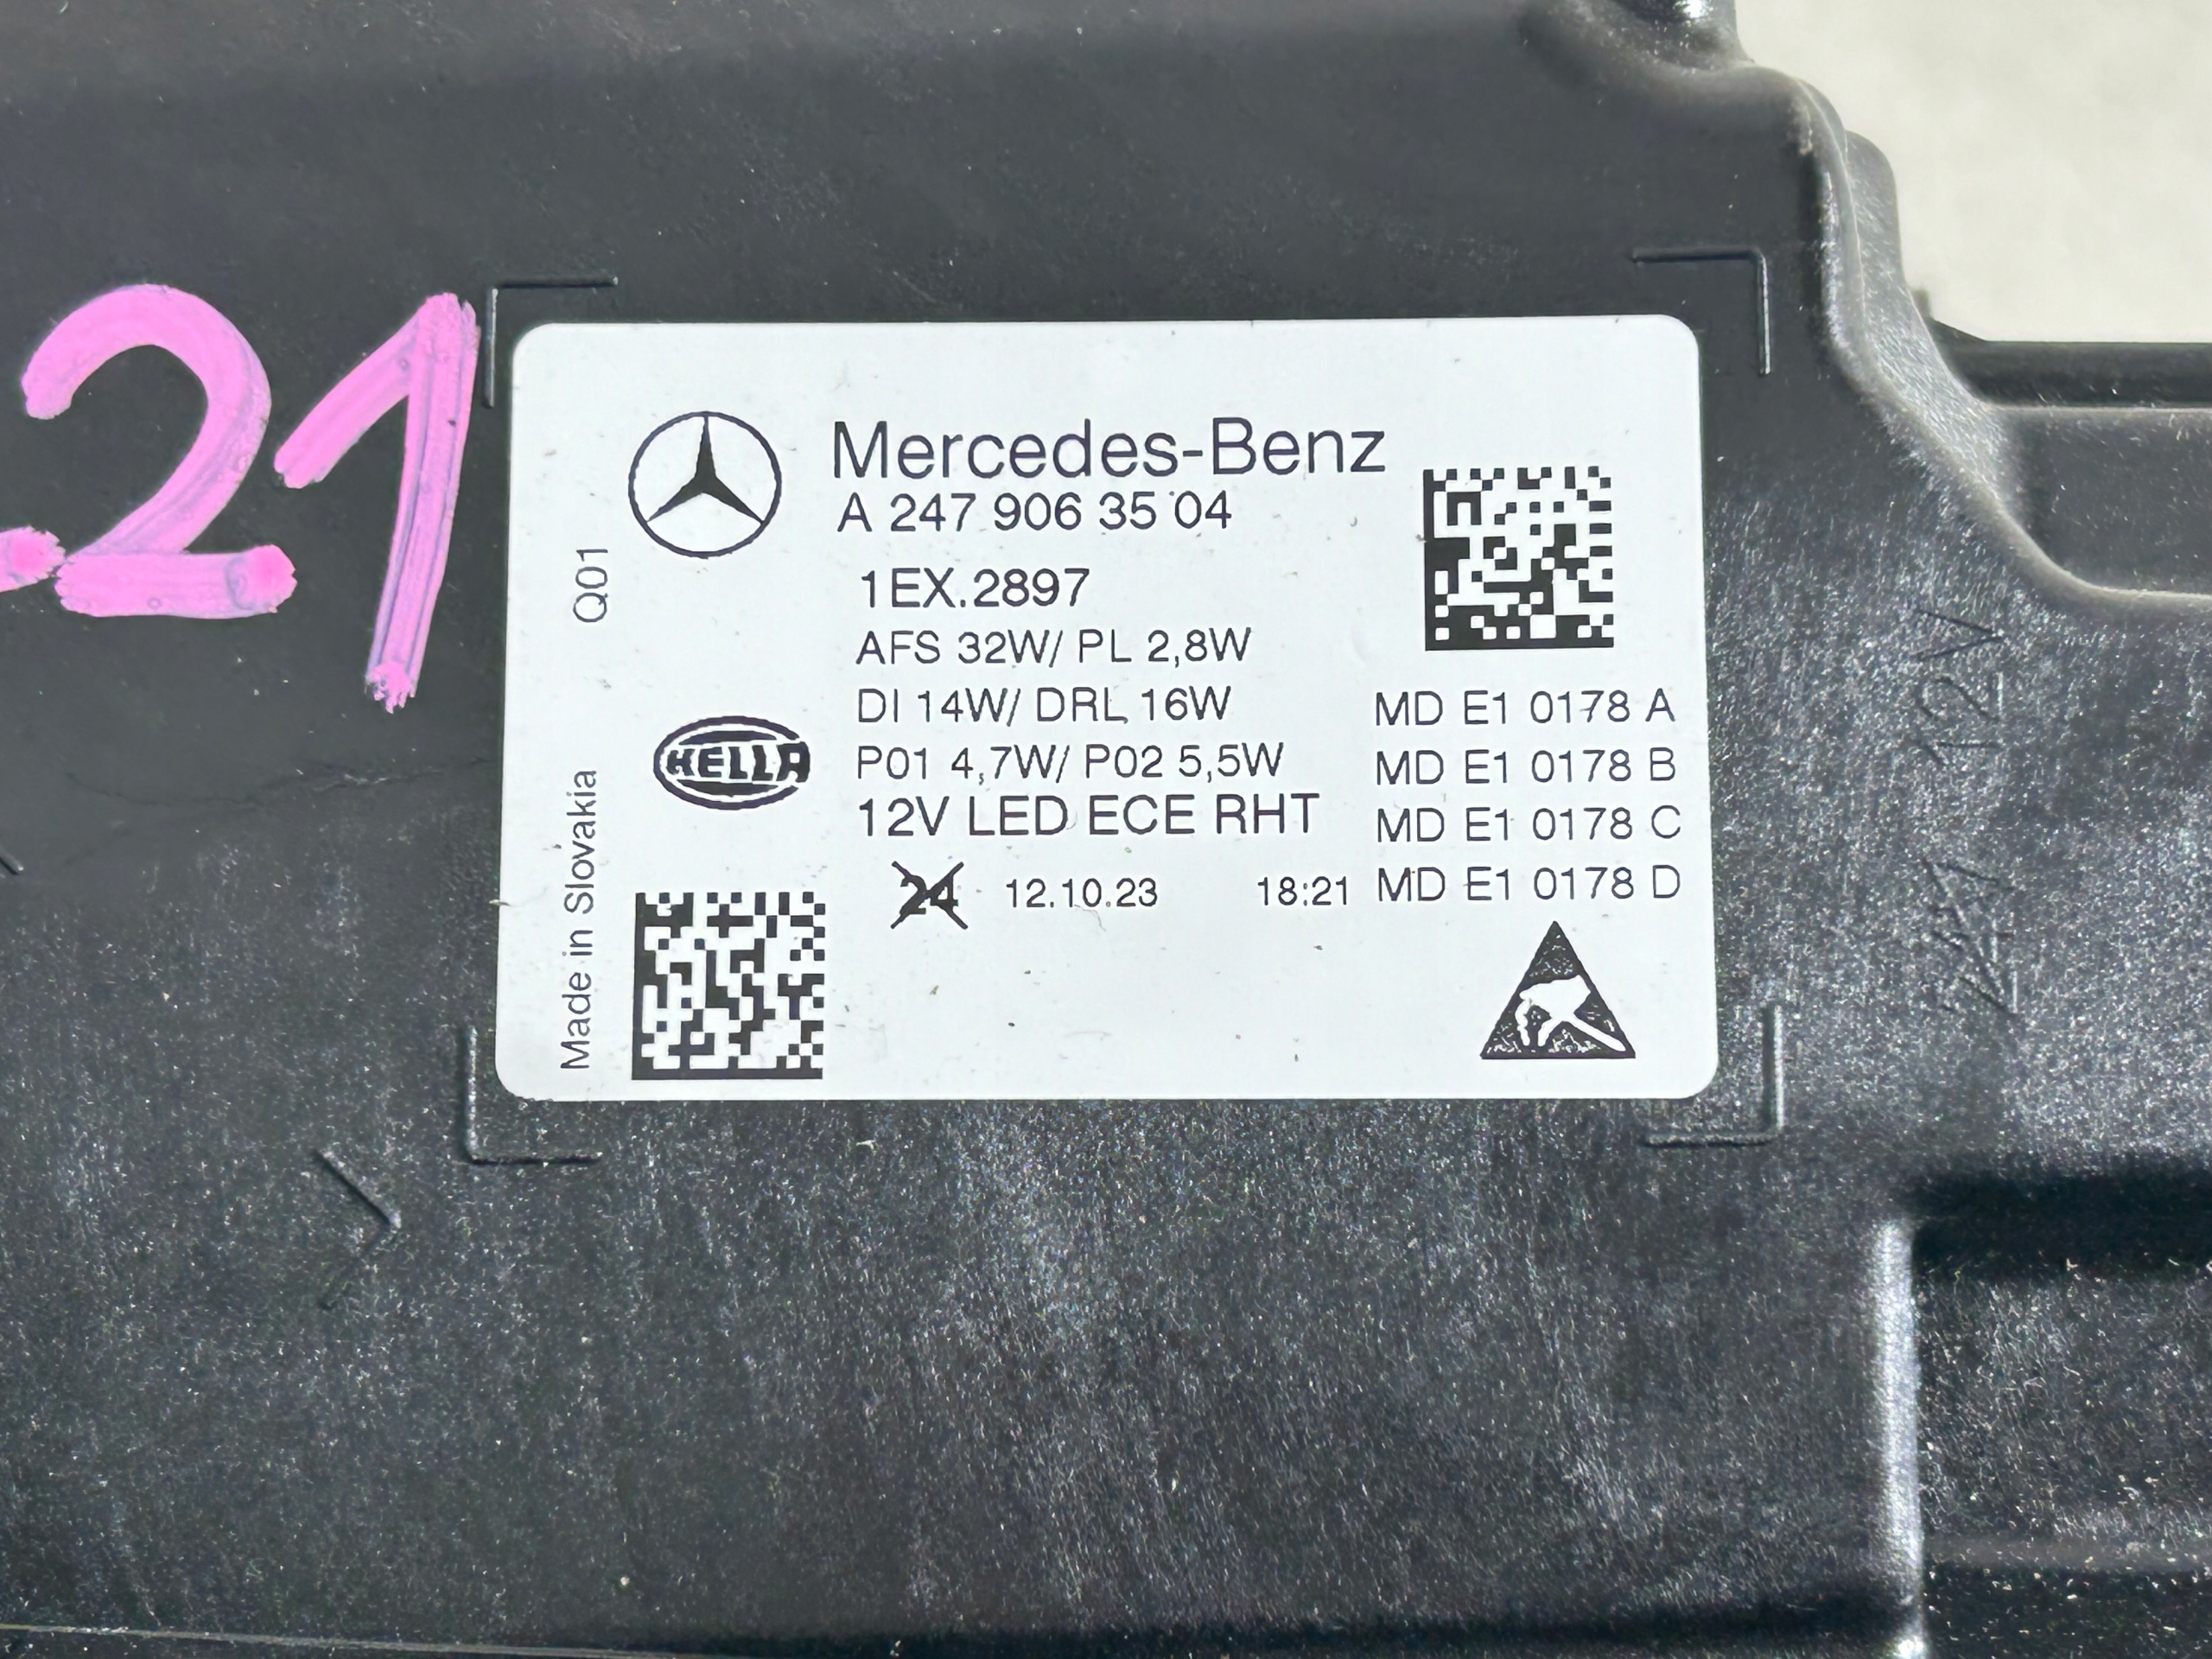 21
Mercedes-Benz
A 247 906 35 04
1EX.2897
AFS 32W/ PL 2,8W
DI 14W/ DRL 16W
P01 4,7W/ P02 5,5W
12V LED ECE RHT
24 12.10.23 18:21
MD E1 0178 A
MD E1 0178 B
MD E1 0178 C
MD E1 0178 D
HELLA
Q01
Made in Slovakia
12V